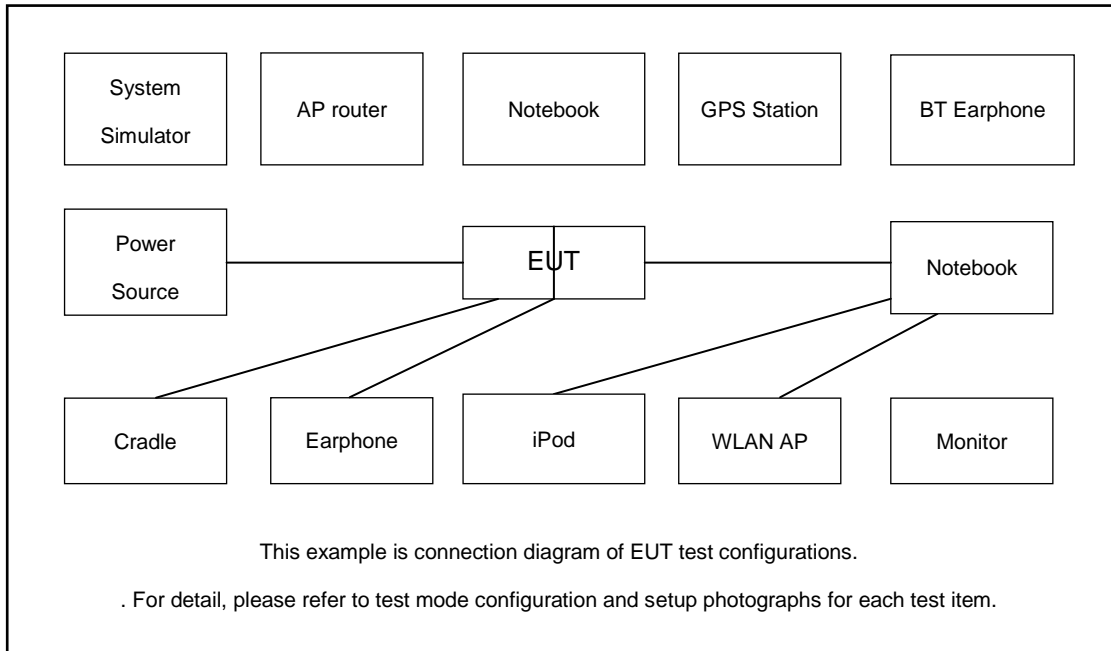 System
Simulator
AP router
Notebook
GPS Station
BT Earphone
Power
Source
EUT
Notebook
Cradle
Earphone
iPod
WLAN AP
Monitor
This example is connection diagram of EUT test configurations.
. For detail, please refer to test mode configuration and setup photographs for each test item.